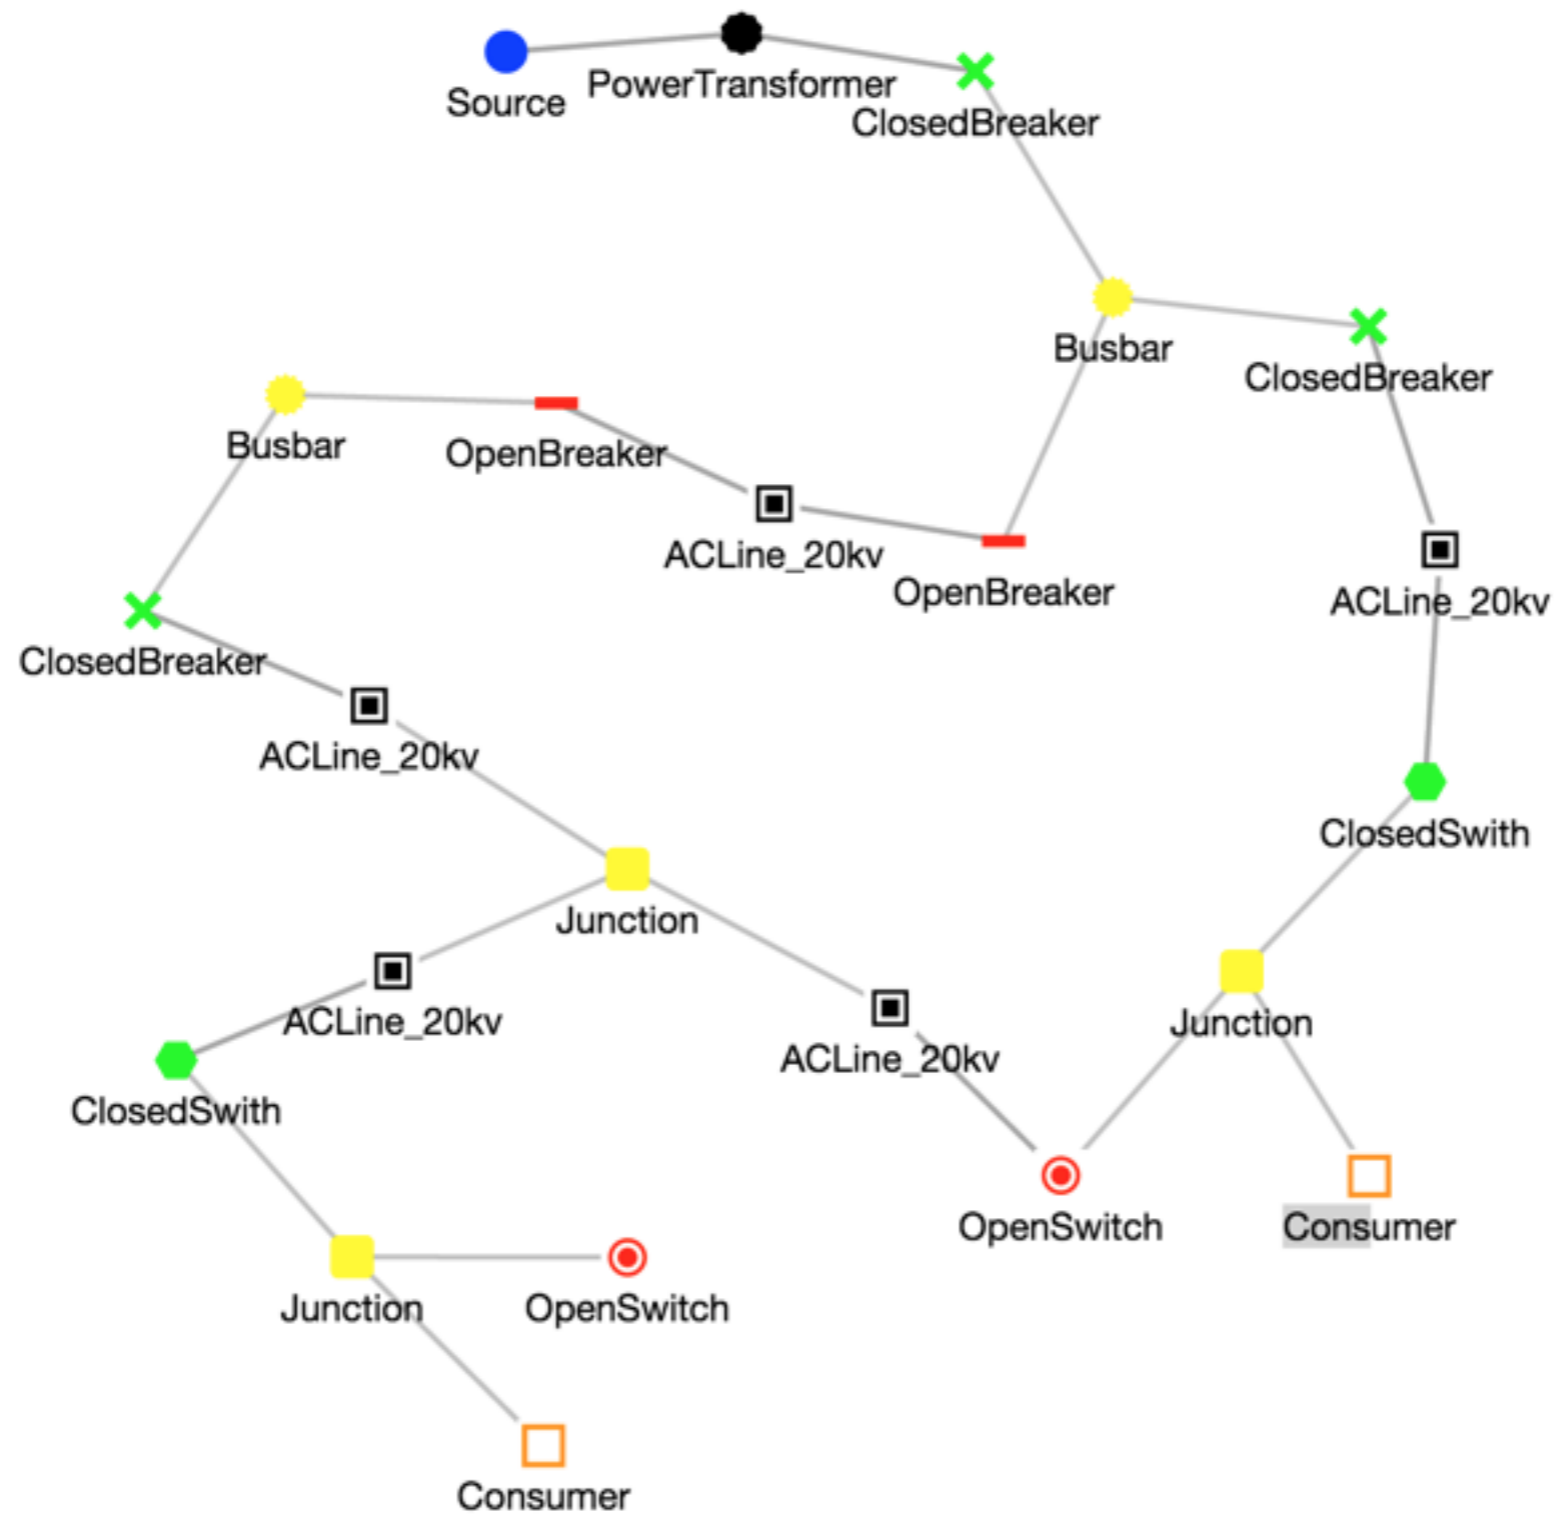 Source
PowerTransformer
ClosedBreaker
Busbar
ClosedBreaker
Busbar
OpenBreaker
ACLine_20kv
OpenBreaker
ACLine_20kv
ClosedBreaker
ACLine_20kv
ClosedSwith
Junction
ACLine_20kv
Junction
ACLine_20kv
ClosedSwith
OpenSwitch
Consumer
Junction
OpenSwitch
Consumer